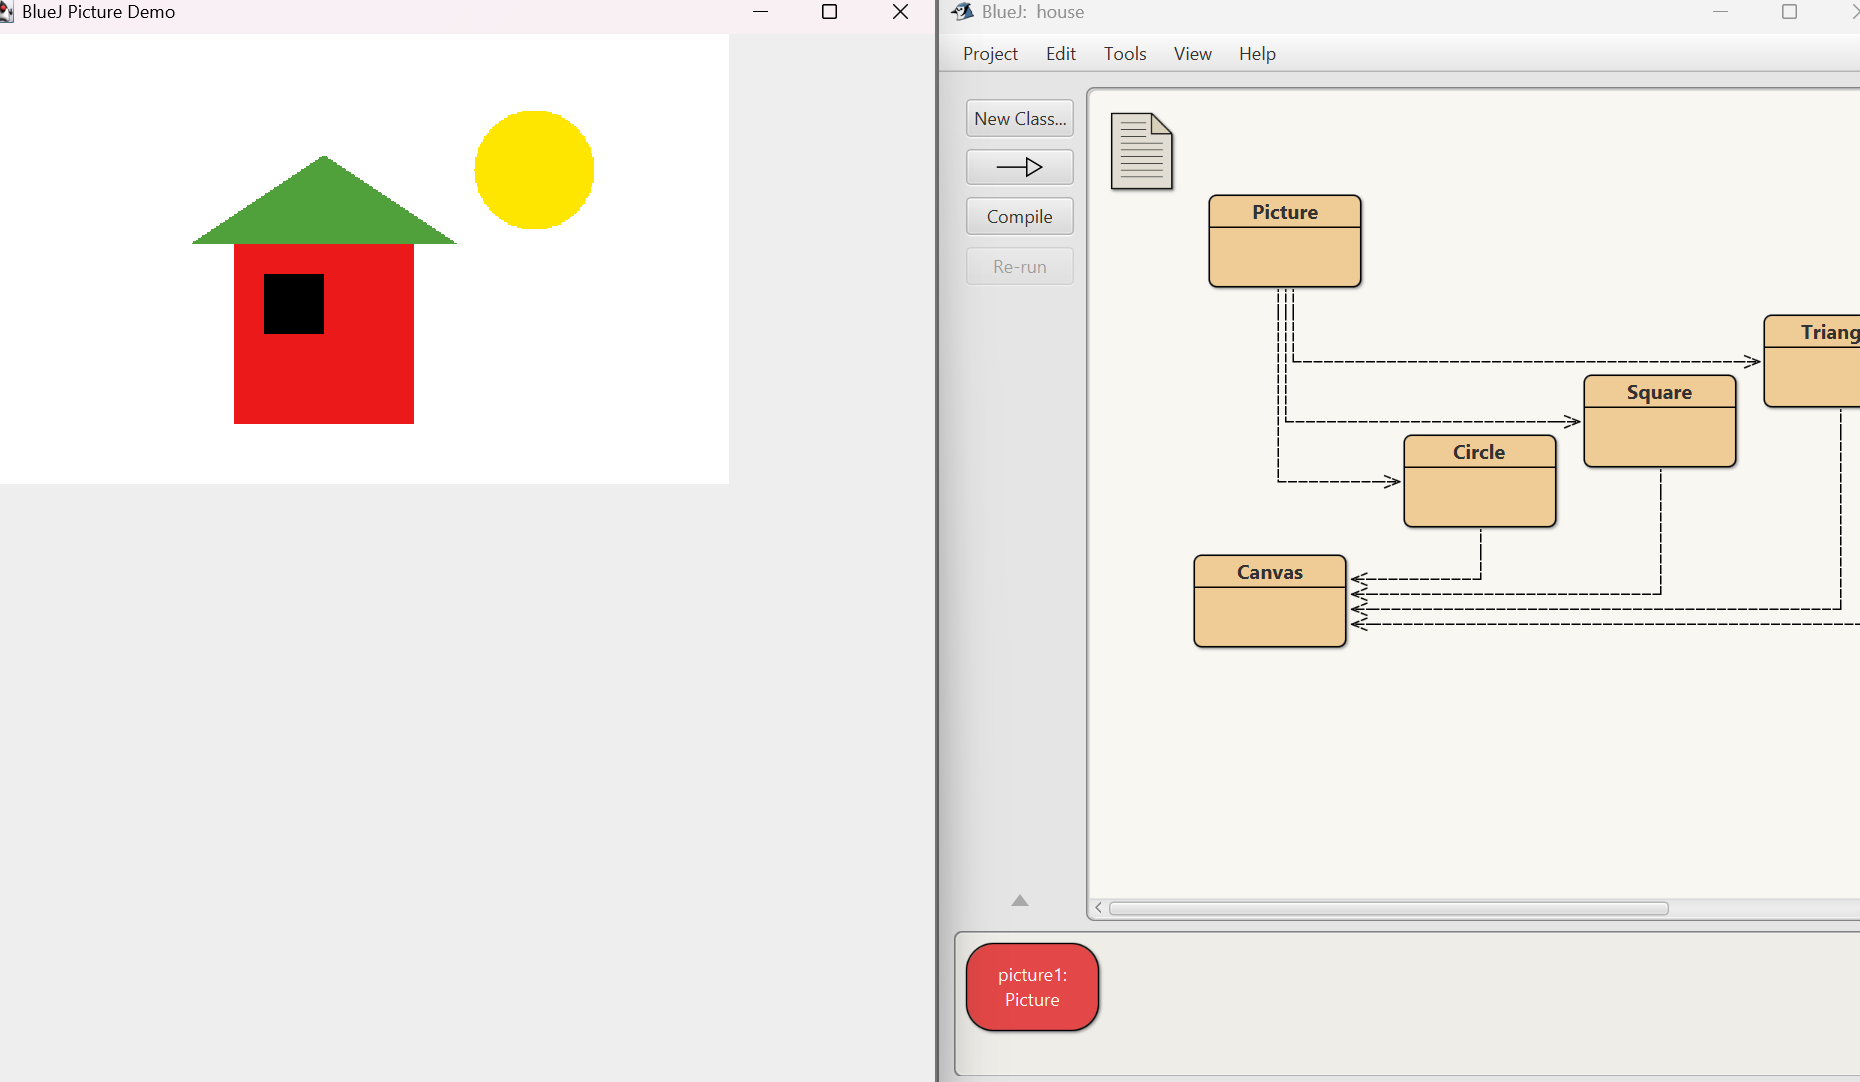 BlueJ Picture Demo
BlueJ: house
Project Edit Tools View Help
New Class...
Compile
Re-run
Picture
Triang
Square
Circle
Canvas
picture1:
Picture